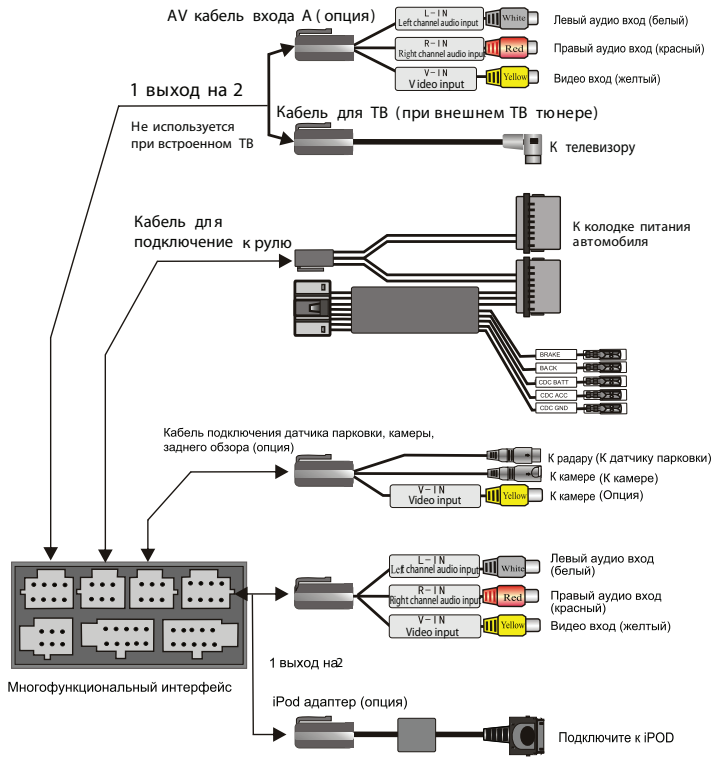 AV кабель входа А ( опция)
L-IN
Left channel audio input
White
Левый аудио вход (белый)
R-IN
Right channel audio input
Red
Правый аудио вход (красный)
V-IN
Video input
Yellow
Видео вход (желтый)
1 выход на 2
Не используется
при встроенном ТВ
Кабель для ТВ (при внешнем ТВ тюнере)
К телевизору
Кабель для
подключение к рулю
К колодке питания
автомобиля
BRAKE
BACK
CDC BATT
CDC ACC
CDC GND
Кабель подключения датчика парковки, камеры,
заднего обзора (опция)
К радару (К датчику парковки)
К камере (К камере)
V-IN
Video input
Yellow
К камере (Опция)
L-IN
Left channel audio input
White
Левый аудио вход
(белый)
R-IN
Right channel audio input
Red
Правый аудио вход
(красный)
V-IN
Video input
Yellow
Видео вход (желтый)
1 выход на2
Многофункциональный интерфейс
iPod адаптер (опция)
Подключите к iPOD